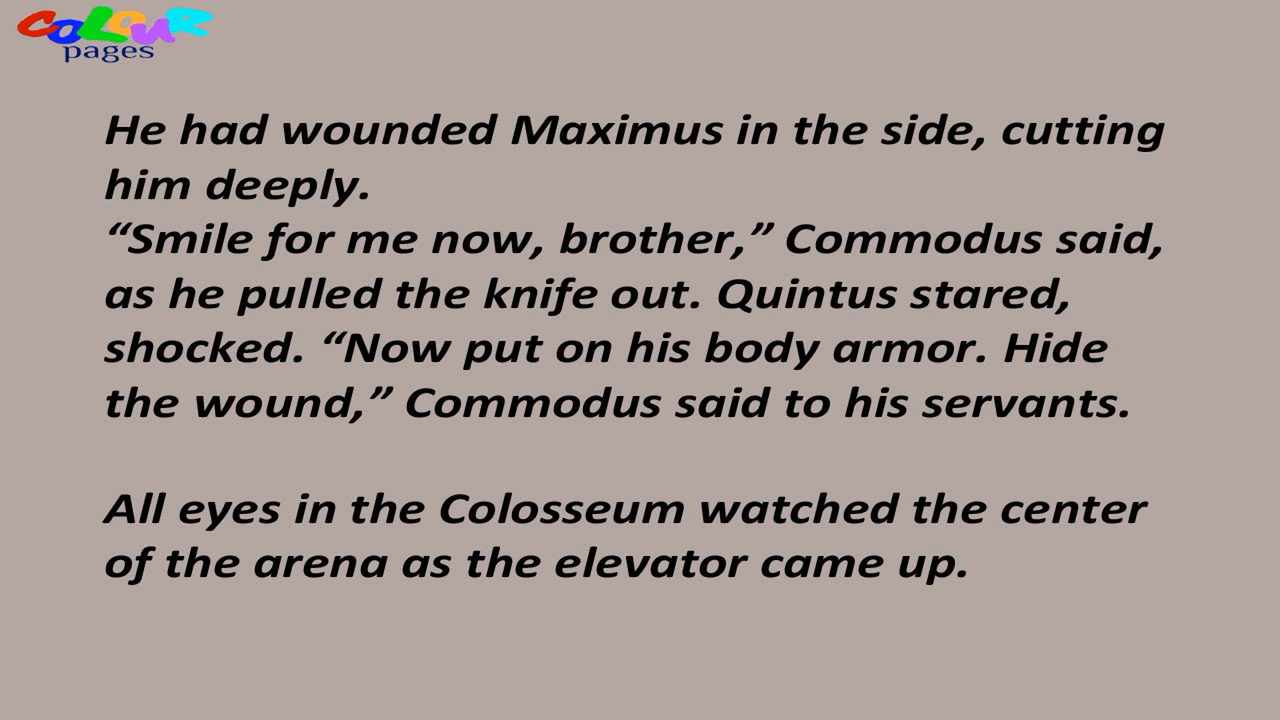 COLOUR
pages
He had wounded Maximus in the side, cutting
him deeply.
“Smile for me now, brother,” Commodus said,
as he pulled the knife out. Quintus stared,
shocked. “Now put on his body armor. Hide
the wound,” Commodus said to his servants.
All eyes in the Colosseum watched the center
of the arena as the elevator came up.